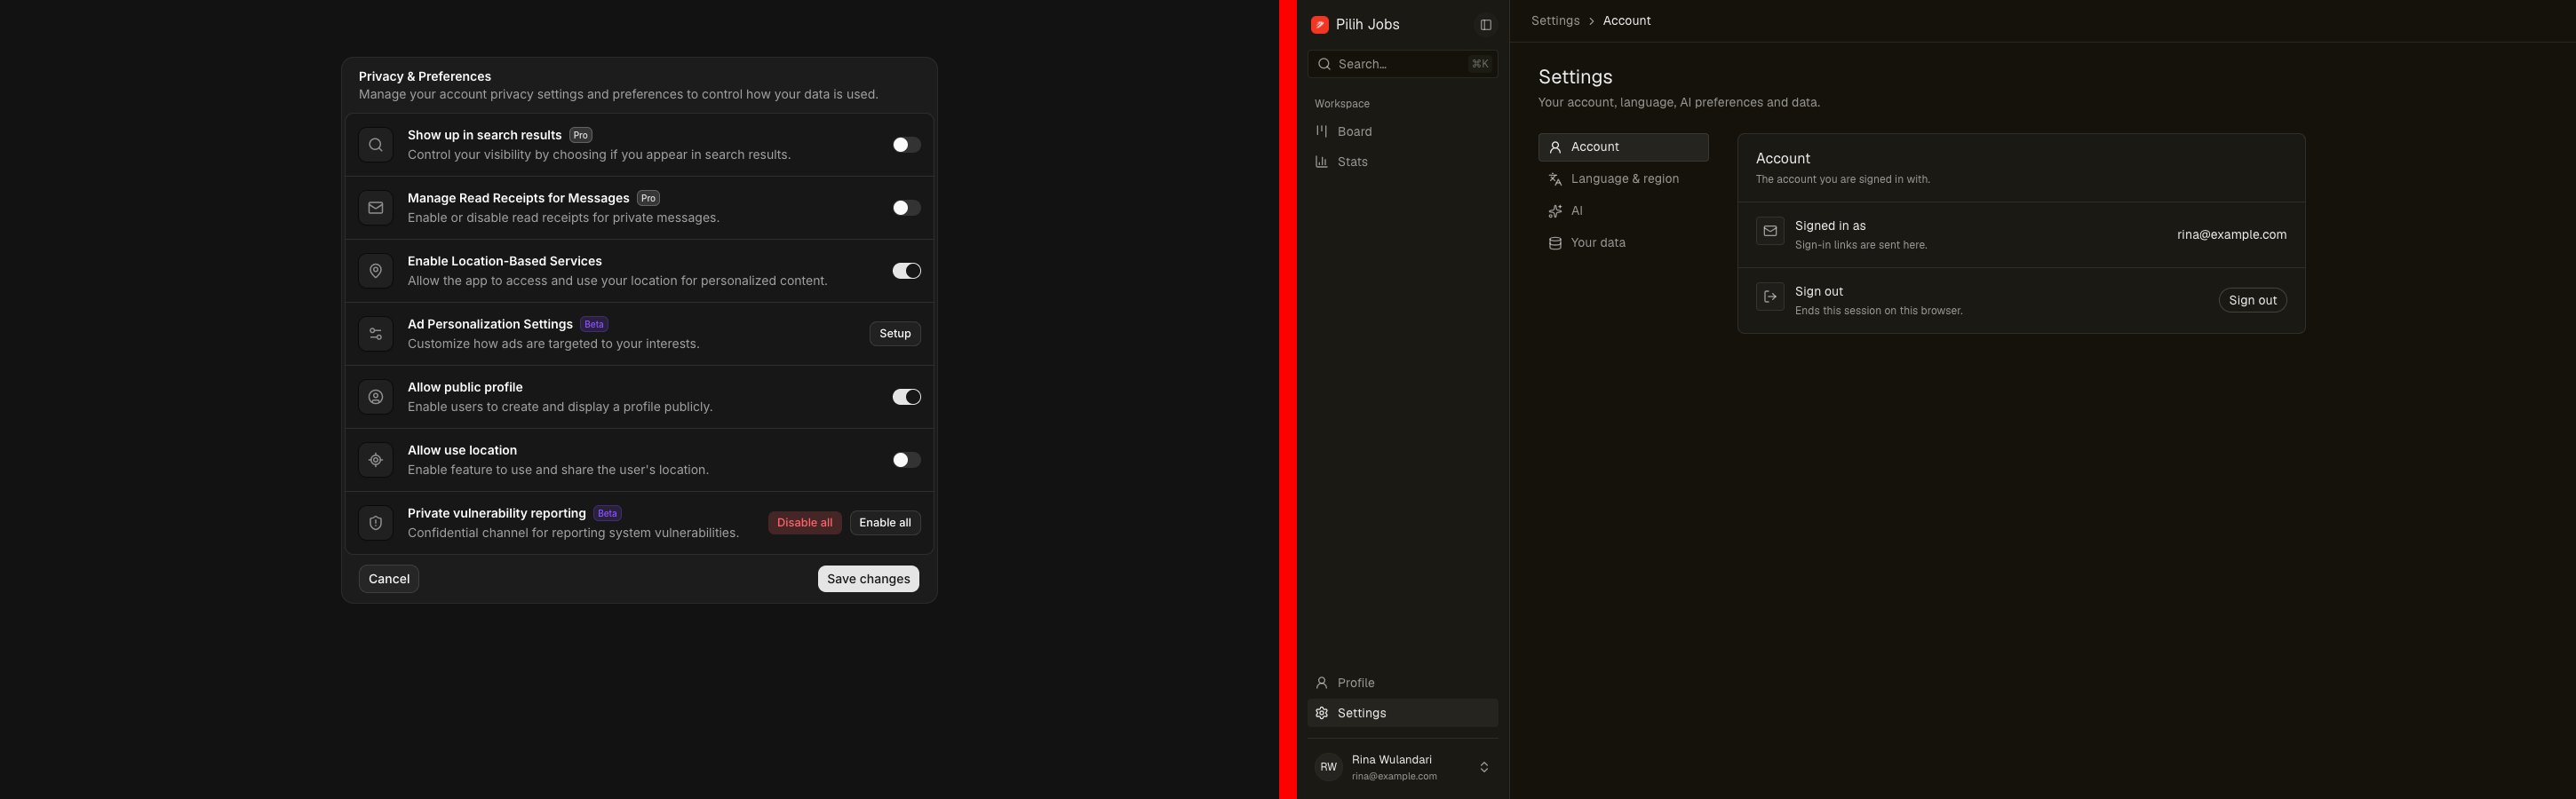 Privacy & Preferences
Manage your account privacy settings and preferences to control how your data is used.
Show up in search results Pro
Control your visibility by choosing if you appear in search results.
Manage Read Receipts for Messages Pro
Enable or disable read receipts for private messages.
Enable Location-Based Services
Allow the app to access and use your location for personalized content.
Ad Personalization Settings Beta
Customize how ads are targeted to your interests.
Setup
Allow public profile
Enable users to create and display a profile publicly.
Allow use location
Enable feature to use and share the user's location.
Private vulnerability reporting Beta
Confidential channel for reporting system vulnerabilities.
Disable all Enable all
Cancel Save changes
Pilih Jobs
Search... ⌘K
Workspace
Board
Stats
Profile
Settings
RW
Rina Wulandari
rina@example.com
Settings > Account
Settings
Your account, language, AI preferences and data.
Account
Language & region
AI
Your data
Account
The account you are signed in with.
Signed in as
Sign-in links are sent here.
rina@example.com
Sign out
Ends this session on this browser.
Sign out